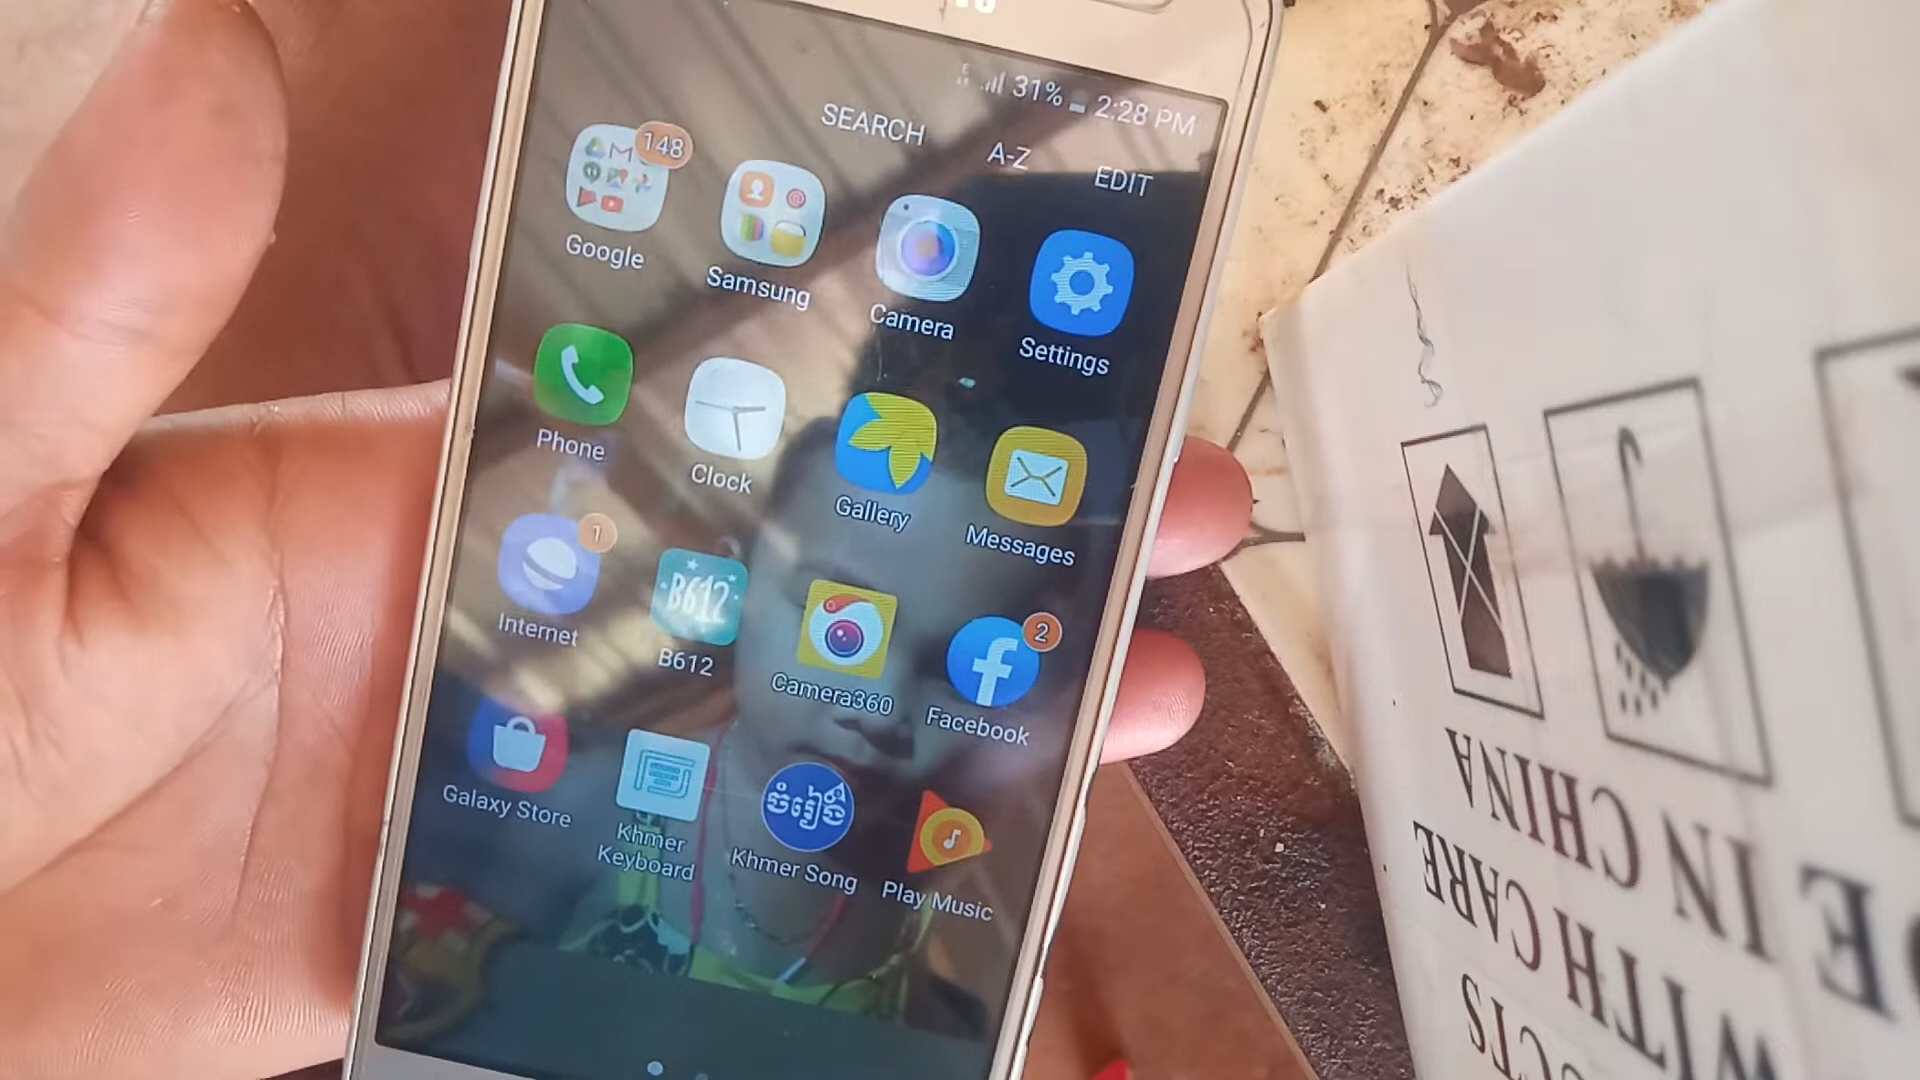 31% 2:28 PM
SEARCH A-Z EDIT
148
Google
Samsung
Camera
Settings
Phone
Clock
Gallery
Messages
1
Internet
B612
B612
Camera360
2
Facebook
Galaxy Store
Khmer
Keyboard
ចំរៀង
Khmer Song
Play Music
IN CHINA
WITH CARE